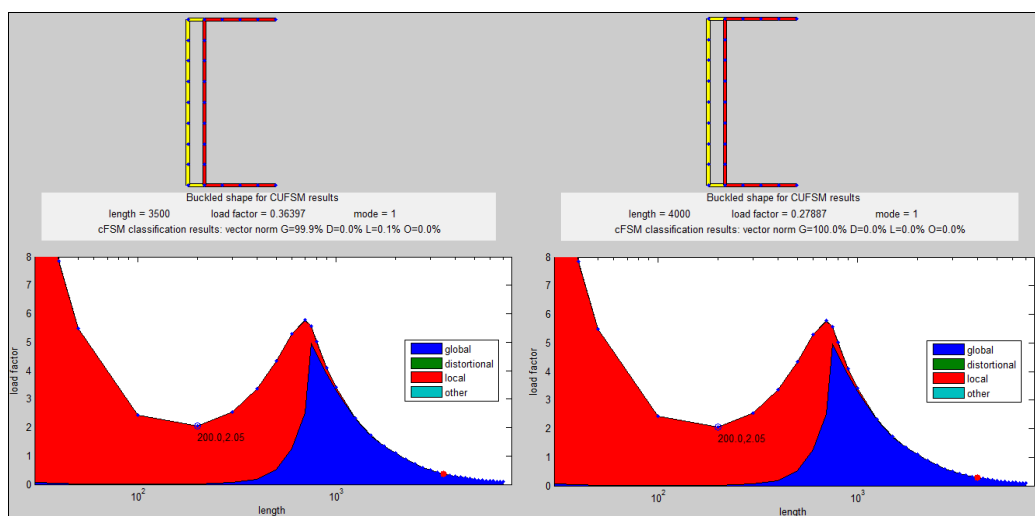 Buckled shape for CUFSM results
length = 3500 load factor = 0.36397 mode = 1
cFSM classification results: vector norm G=99.9% D=0.0% L=0.1% O=0.0%
8
7
6
5
4
3
2
1
0
load factor
global
distortional
local
other
200.0,2.05
10^2
10^3
length
Buckled shape for CUFSM results
length = 4000 load factor = 0.27887 mode = 1
cFSM classification results: vector norm G=100.0% D=0.0% L=0.0% O=0.0%
8
7
6
5
4
3
2
1
0
load factor
global
distortional
local
other
200.0,2.05
10^2
10^3
length